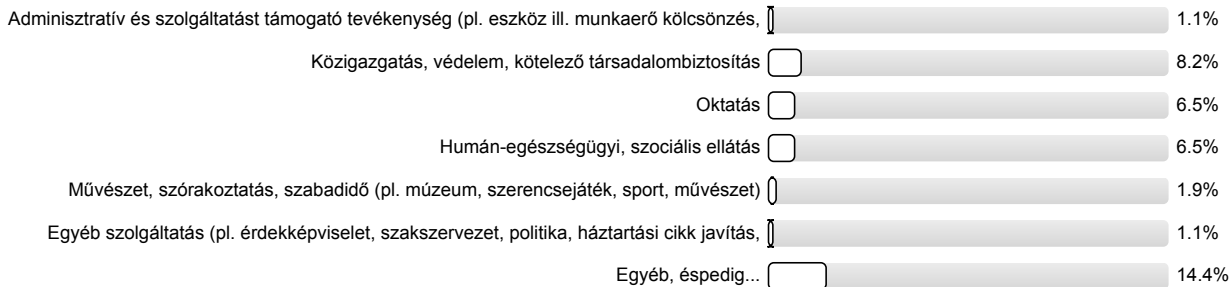 Adminisztratív és szolgáltatást támogató tevékenység (pl. eszköz ill. munkaerő kölcsönzés, 1.1%
Közigazgatás, védelem, kötelező társadalombiztosítás 8.2%
Oktatás 6.5%
Humán-egészségügyi, szociális ellátás 6.5%
Művészet, szórakoztatás, szabadidő (pl. múzeum, szerencsejáték, sport, művészet) 1.9%
Egyéb szolgáltatás (pl. érdekképviselet, szakszervezet, politika, háztartási cikk javítás, 1.1%
Egyéb, éspedig... 14.4%